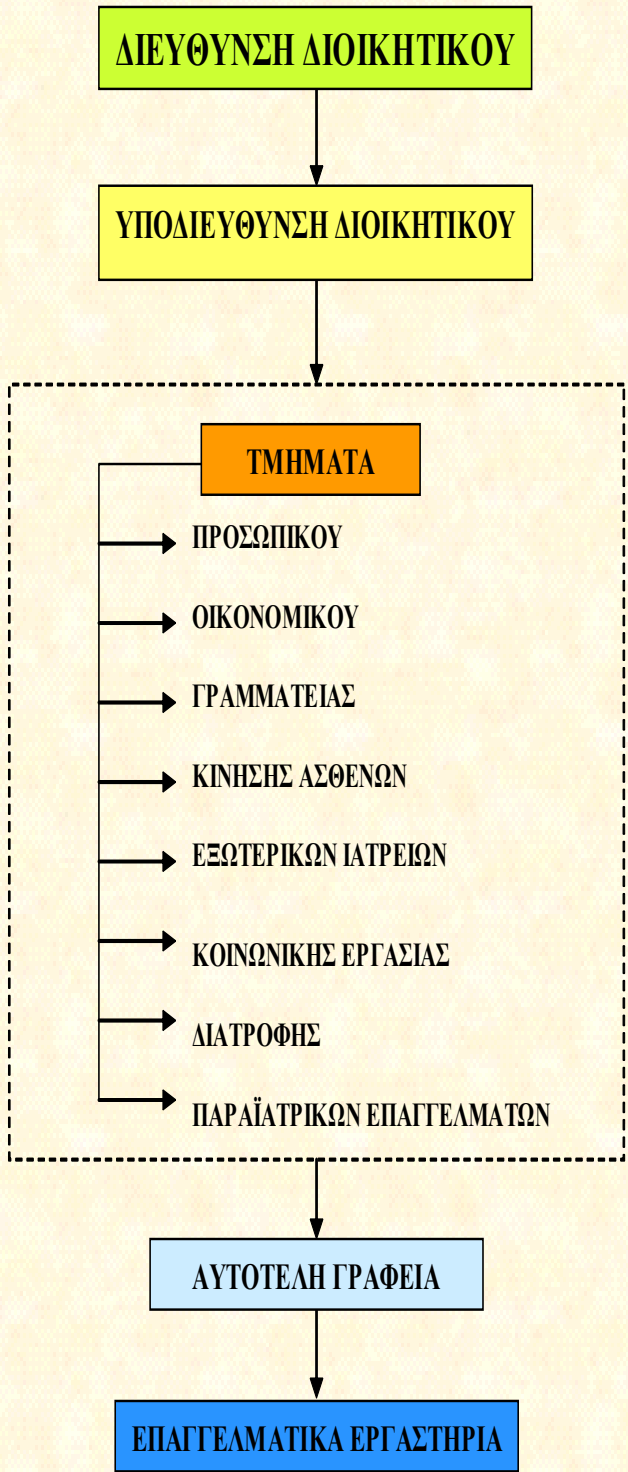 ΔΙΕΥΘΥΝΣΗ ΔΙΟΙΚΗΤΙΚΟΥ
ΥΠΟΔΙΕΥΘΥΝΣΗ ΔΙΟΙΚΗΤΙΚΟΥ
ΤΜΗΜΑΤΑ
ΠΡΟΣΩΠΙΚΟΥ
ΟΙΚΟΝΟΜΙΚΟΥ
ΓΡΑΜΜΑΤΕΙΑΣ
ΚΙΝΗΣΗΣ ΑΣΘΕΝΩΝ
ΕΞΩΤΕΡΙΚΩΝ ΙΑΤΡΕΙΩΝ
ΚΟΙΝΩΝΙΚΗΣ ΕΡΓΑΣΙΑΣ
ΔΙΑΤΡΟΦΗΣ
ΠΑΡΑΪΑΤΡΙΚΩΝ ΕΠΑΓΓΕΛΜΑΤΩΝ
ΑΥΤΟΤΕΛΗ ΓΡΑΦΕΙΑ
ΕΠΑΓΓΕΛΜΑΤΙΚΑ ΕΡΓΑΣΤΗΡΙΑ